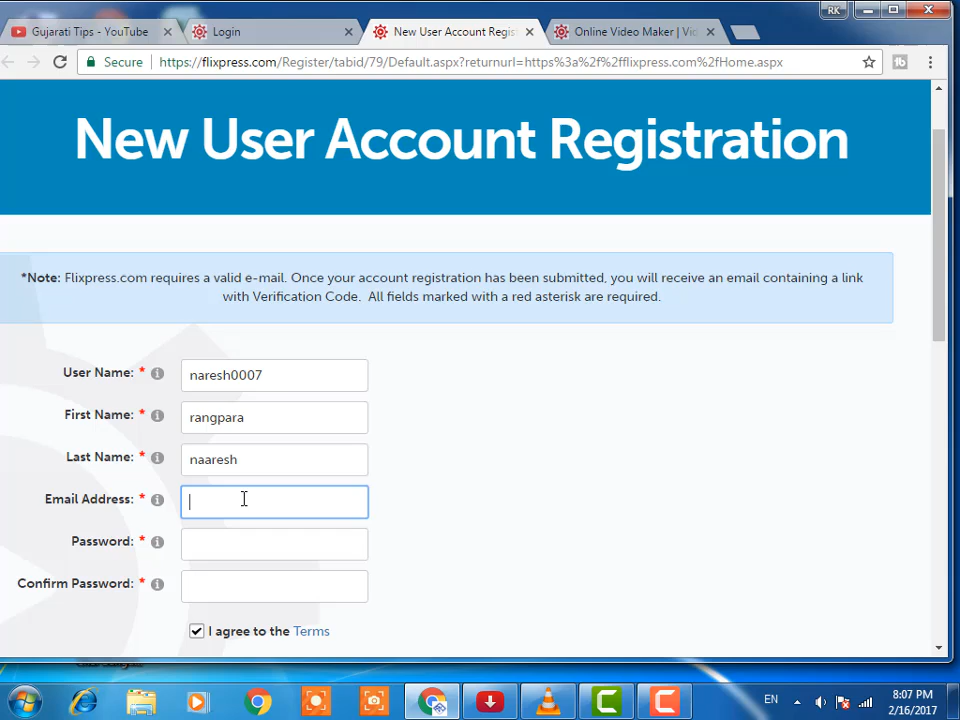 RK
Gujarati Tips - YouTube
Login
New User Account Regis
Online Video Maker | Vi
Secure
https://flixpress.com/Register/tabid/79/Default.aspx?returnurl=https%3a%2f%2fflixpress.com%2fHome.aspx
New User Account Registration
*Note: Flixpress.com requires a valid e-mail. Once your account registration has been submitted, you will receive an email containing a link
with Verification Code. All fields marked with a red asterisk are required.
User Name: *
naresh0007
First Name: *
rangpara
Last Name: *
naaresh
Email Address: *
Password: *
Confirm Password: *
I agree to the Terms
EN
8:07 PM
2/16/2017